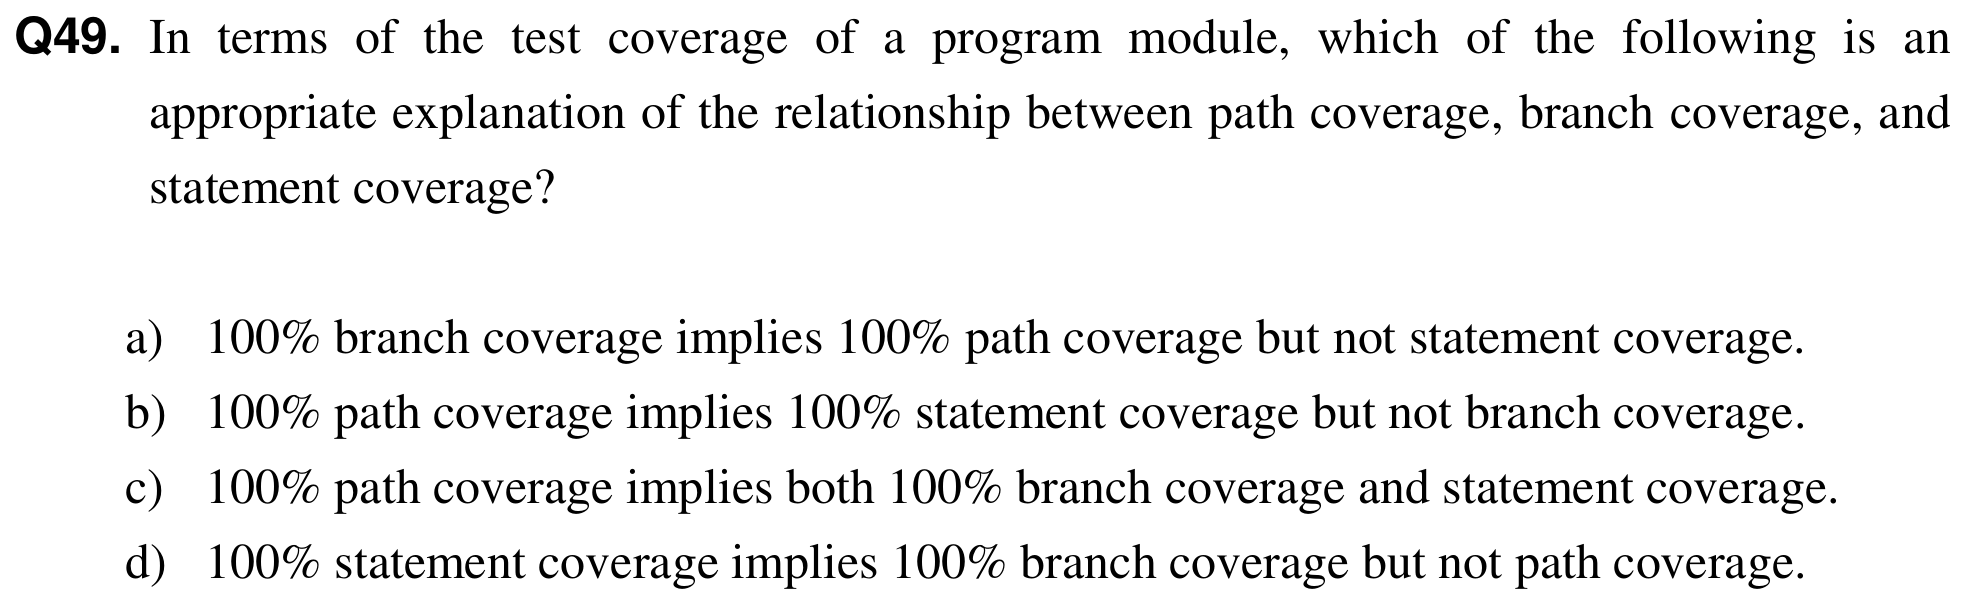 Q49. In terms of the test coverage of a program module, which of the following is an
appropriate explanation of the relationship between path coverage, branch coverage, and
statement coverage?
a) 100% branch coverage implies 100% path coverage but not statement coverage.
b) 100% path coverage implies 100% statement coverage but not branch coverage.
c) 100% path coverage implies both 100% branch coverage and statement coverage.
d) 100% statement coverage implies 100% branch coverage but not path coverage.